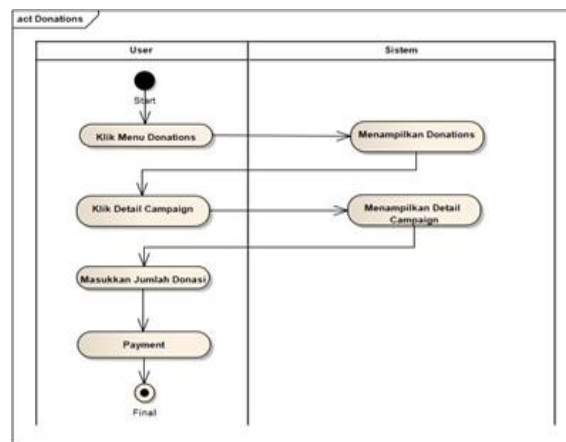 act Donations
User
Sistem
Start
Klik Menu Donations
Menampilkan Donations
Klik Detail Campaign
Menampilkan Detail
Campaign
Masukkan Jumlah Donasi
Payment
Final